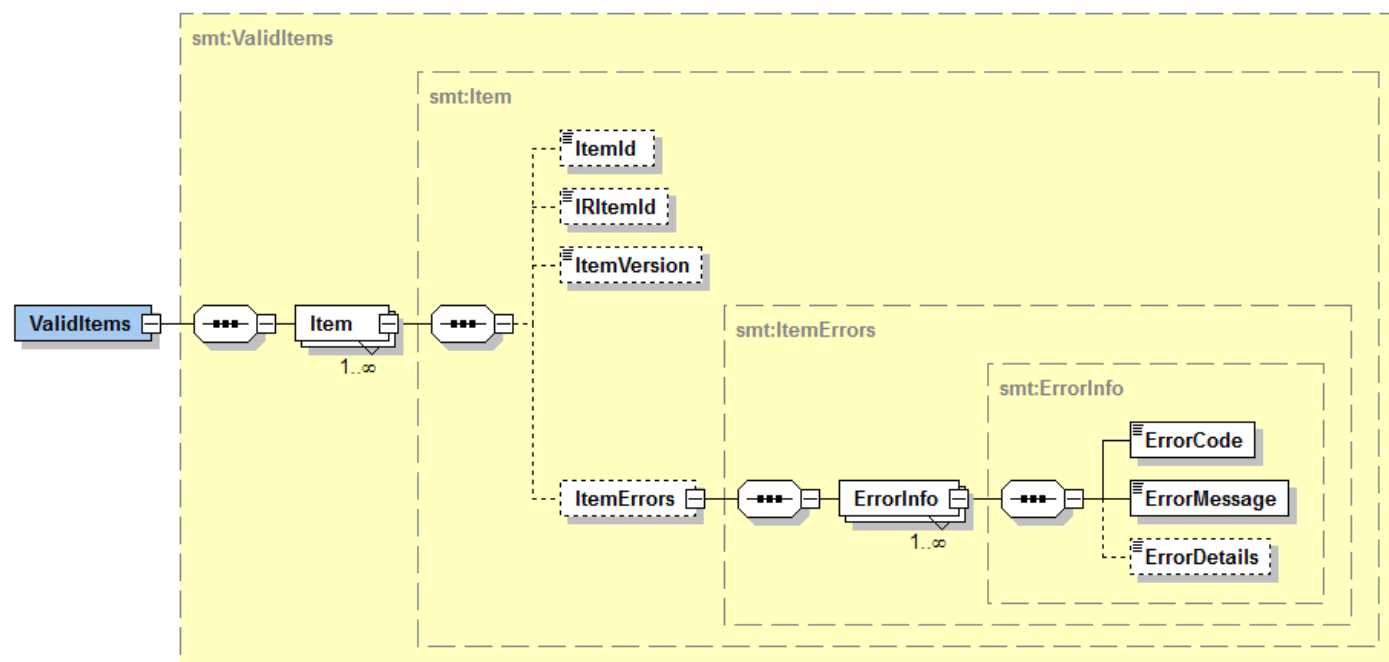 smt:ValidItems
smt:Item
ItemId
IRItemId
ItemVersion
smt:ItemErrors
ValidItems
Item
1..∞
smt:ErrorInfo
ErrorCode
ItemErrors
ErrorInfo
1..∞
ErrorMessage
ErrorDetails